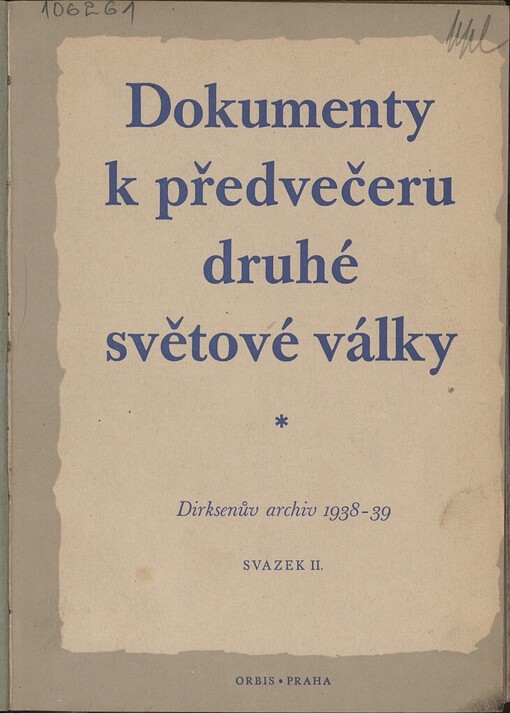 106261
Dokumenty
k předvečeru
druhé
světové války
*
Dirksenův archiv 1938-39
SVAZEK II.
ORBIS • PRAHA